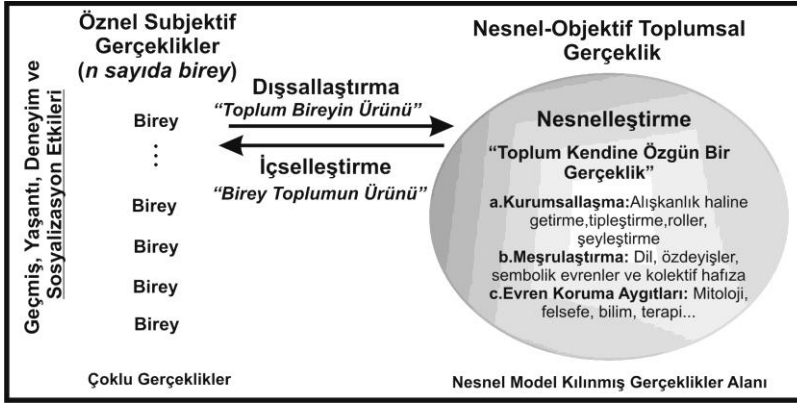 Öznel Subjektif
Gerçeklikler
(n sayıda birey)
Nesnel-Objektif Toplumsal
Gerçeklik
Geçmiş, Yaşantı, Deneyim ve
Sosyalizasyon Etkileri
Birey
⋮
Birey
Birey
Birey
Birey
Çoklu Gerçeklikler
Dışsallaştırma
“Toplum Bireyin Ürünü”
İçselleştirme
“Birey Toplumun Ürünü”
Nesnelleştirme
“Toplum Kendine Özgün Bir
Gerçeklik”
a.Kurumsallaşma:Alışkanlık haline
getirme,tipleştirme,roller,
şeyleştirme
b.Meşrulaştırma: Dil, özdeyişler,
sembolik evrenler ve kolektif hafıza
c.Evren Koruma Aygıtları: Mitoloji,
felsefe, bilim, terapi...
Nesnel Model Kılınmış Gerçeklikler Alanı